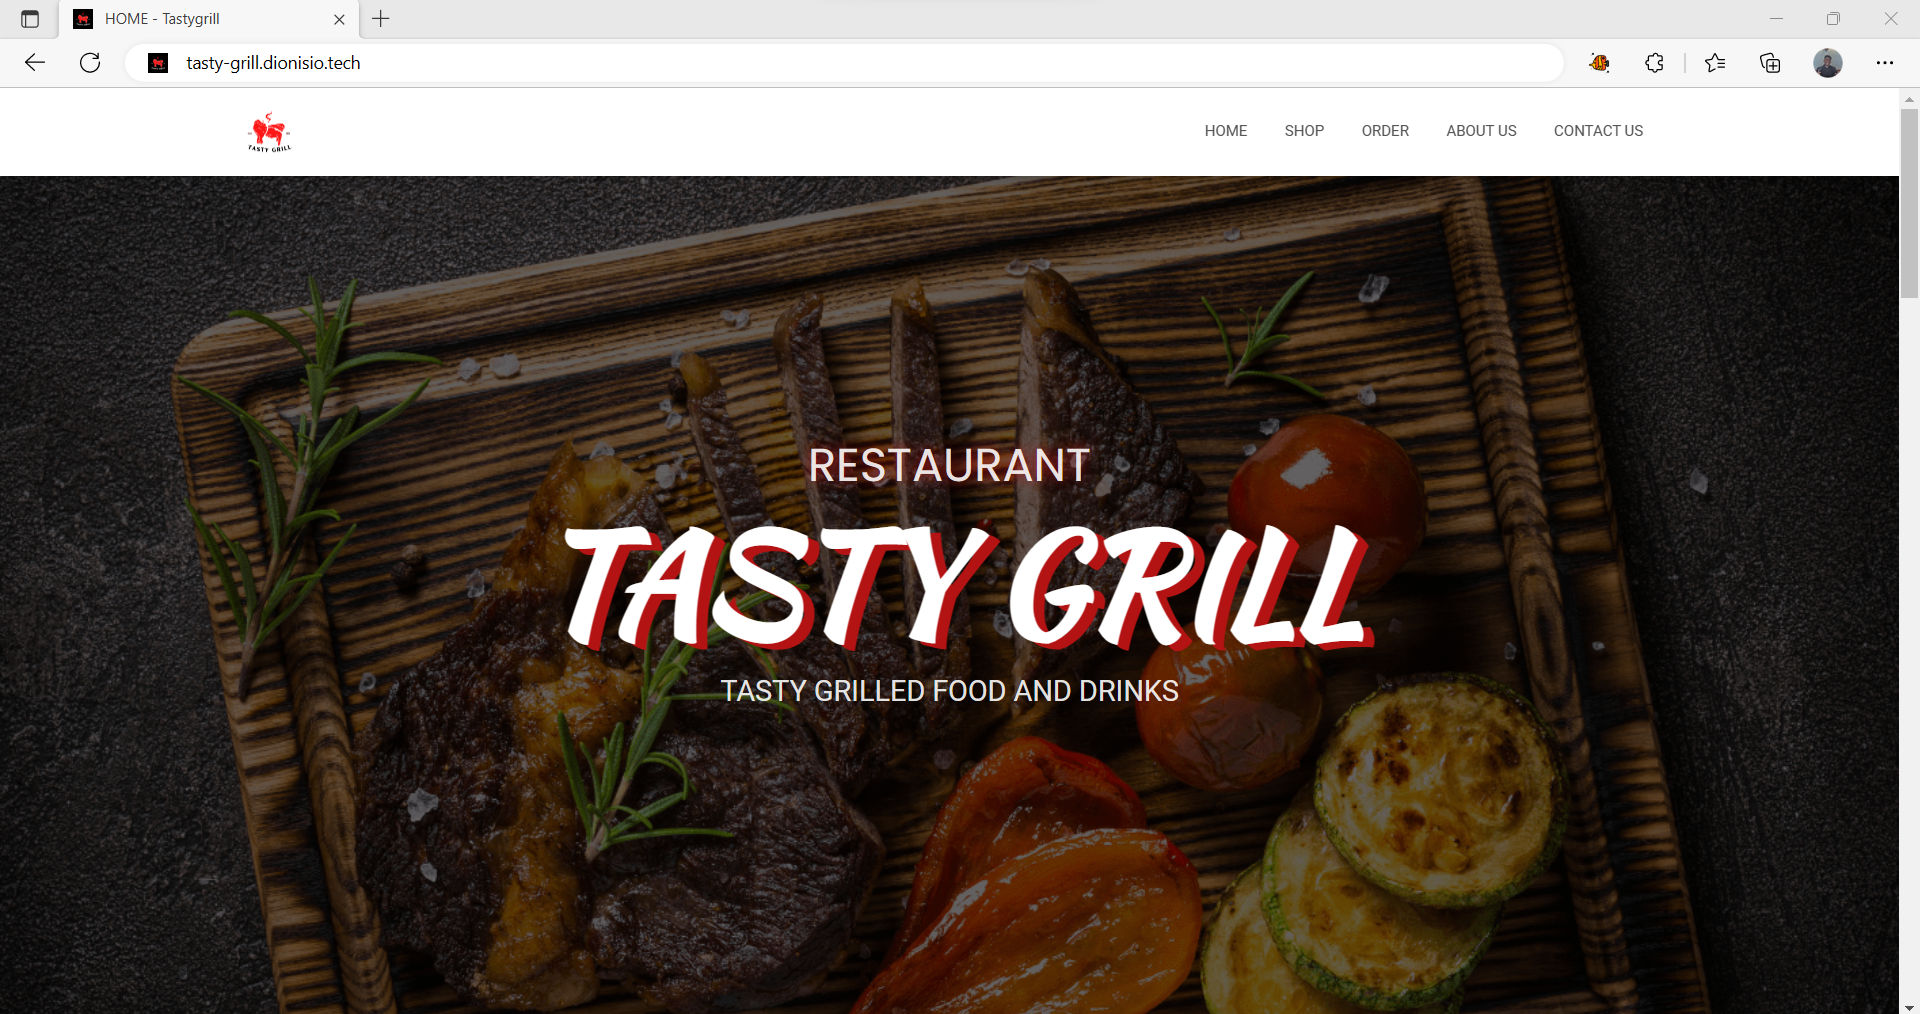 HOME - Tastygrill
tasty-grill.dionisio.tech
TASTY GRILL
HOME SHOP ORDER ABOUT US CONTACT US
RESTAURANT
TASTY GRILL
TASTY GRILLED FOOD AND DRINKS